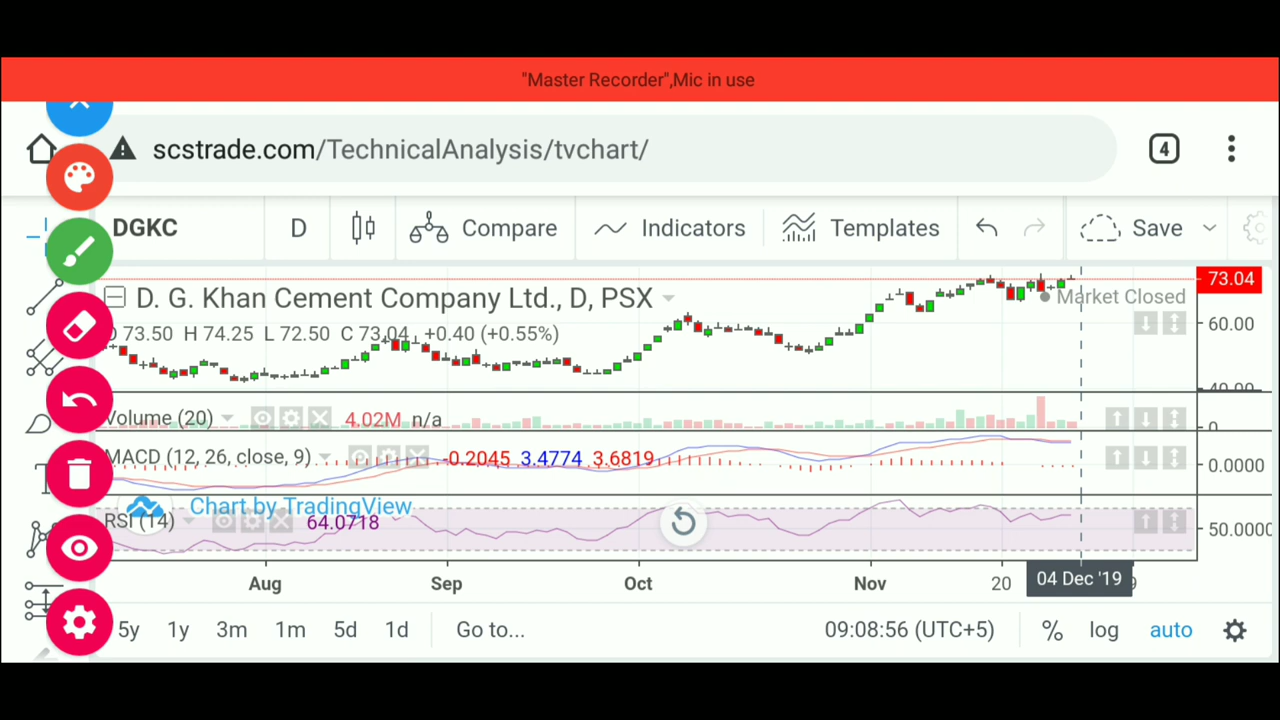 "Master Recorder",Mic in use
scstrade.com/TechnicalAnalysis/tvchart/
4
DGKC D Compare Indicators Templates Save
73.04
D. G. Khan Cement Company Ltd., D, PSX
Market Closed
73.50 H 74.25 L 72.50 C 73.04 +0.40 (+0.55%)
60.00
40.00
Volume (20) 4.02M n/a
0
MACD (12, 26, close, 9) -0.2045 3.4774 3.6819
0.0000
Chart by TradingView
RSI (14) 64.0718
50.0000
Aug Sep Oct Nov 20 04 Dec '19
5y 1y 3m 1m 5d 1d Go to... 09:08:56 (UTC+5) % log auto